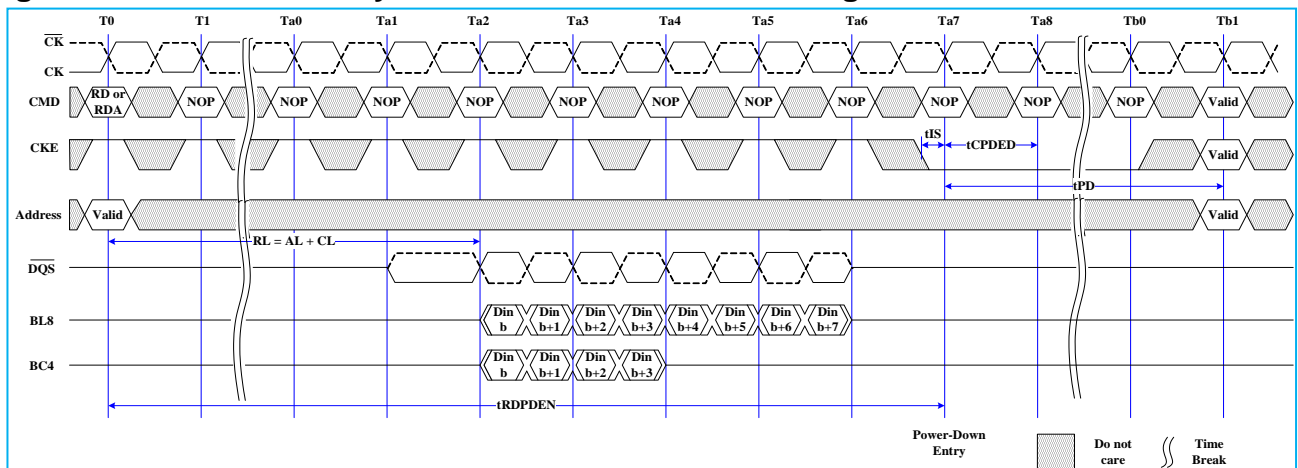 T0 T1 Ta0 Ta1 Ta2 Ta3 Ta4 Ta5 Ta6 Ta7 Ta8 Tb0 Tb1
CK
CK
CMD RD or RDA NOP NOP NOP NOP NOP NOP NOP NOP NOP NOP NOP Valid
tIS
CKE tCPDED Valid
tPD
Address Valid Valid
RL = AL + CL
DQS
BL8 Din b Din b+1 Din b+2 Din b+3 Din b+4 Din b+5 Din b+6 Din b+7
BC4 Din b Din b+1 Din b+2 Din b+3
tRDPDEN
Power-Down
Entry
Do not
care
Time
Break